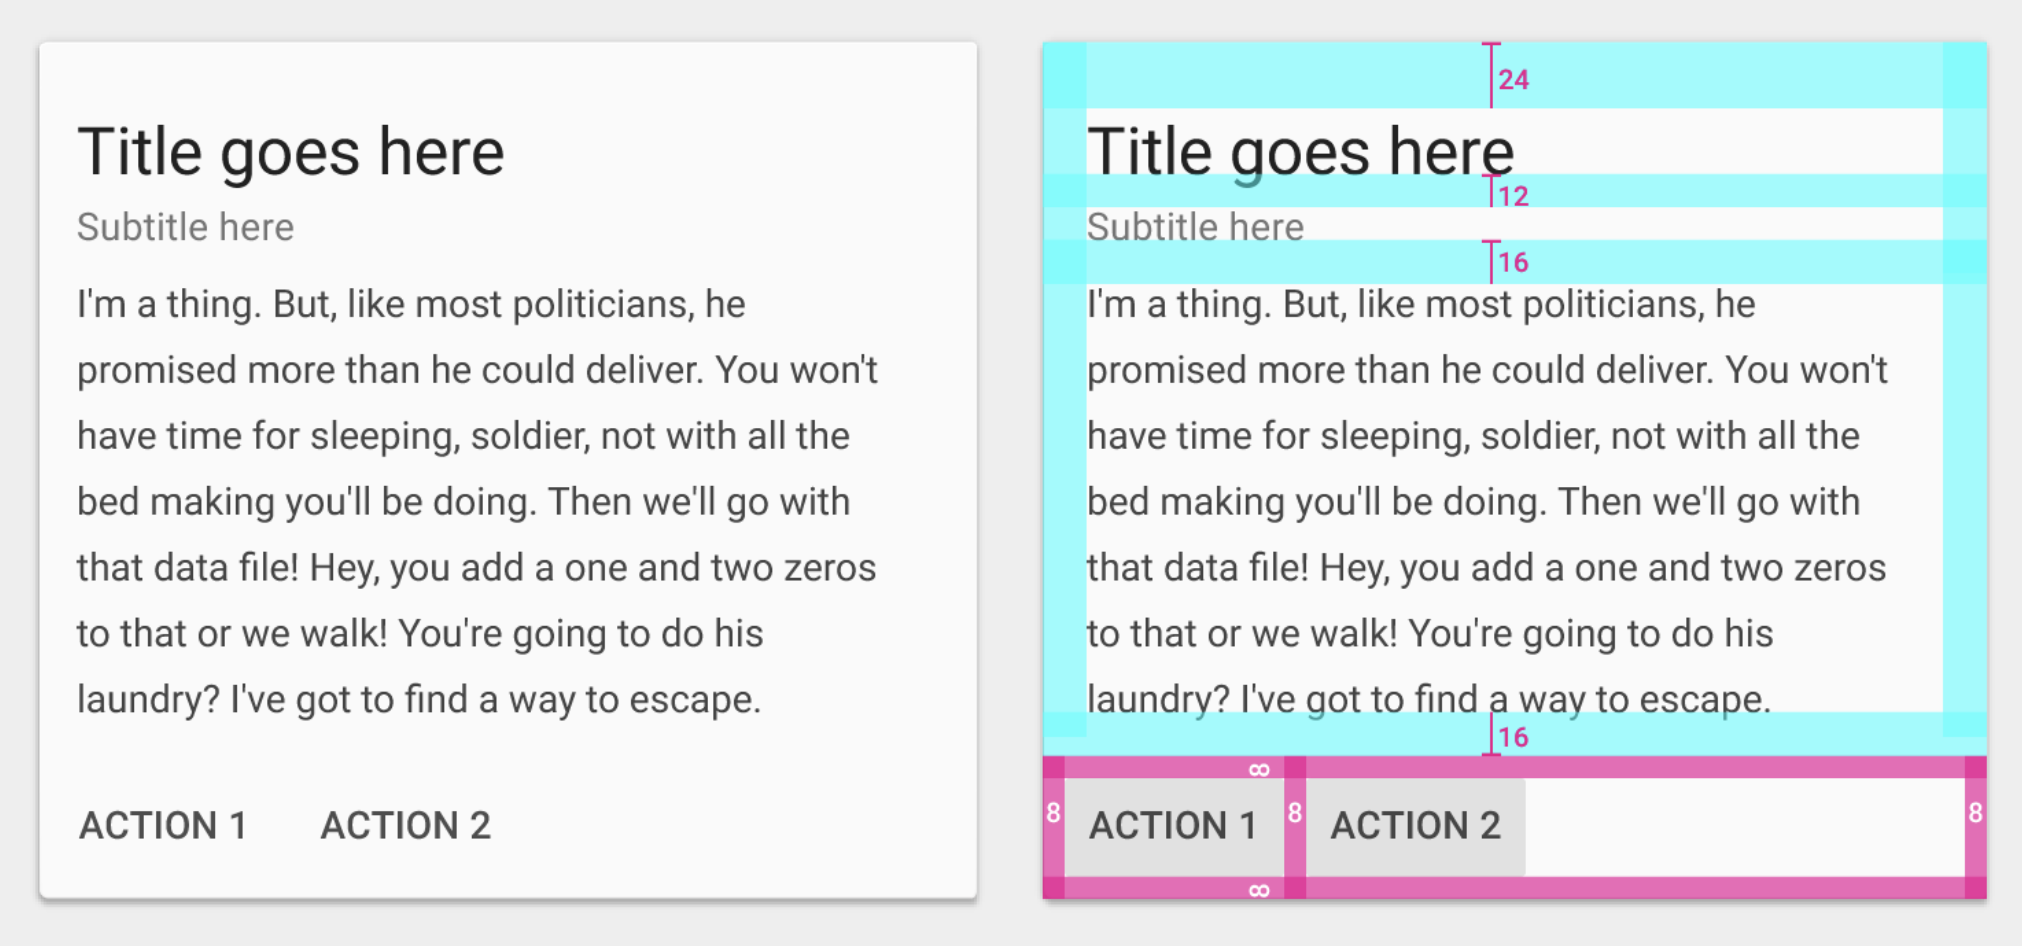 Title goes here
Subtitle here
I'm a thing. But, like most politicians, he
promised more than he could deliver. You won't
have time for sleeping, soldier, not with all the
bed making you'll be doing. Then we'll go with
that data file! Hey, you add a one and two zeros
to that or we walk! You're going to do his
laundry? I've got to find a way to escape.
ACTION 1 ACTION 2
24
Title goes here
12
Subtitle here
16
I'm a thing. But, like most politicians, he
promised more than he could deliver. You won't
have time for sleeping, soldier, not with all the
bed making you'll be doing. Then we'll go with
that data file! Hey, you add a one and two zeros
to that or we walk! You're going to do his
laundry? I've got to find a way to escape.
16
8
8 ACTION 1 8 ACTION 2 8
8